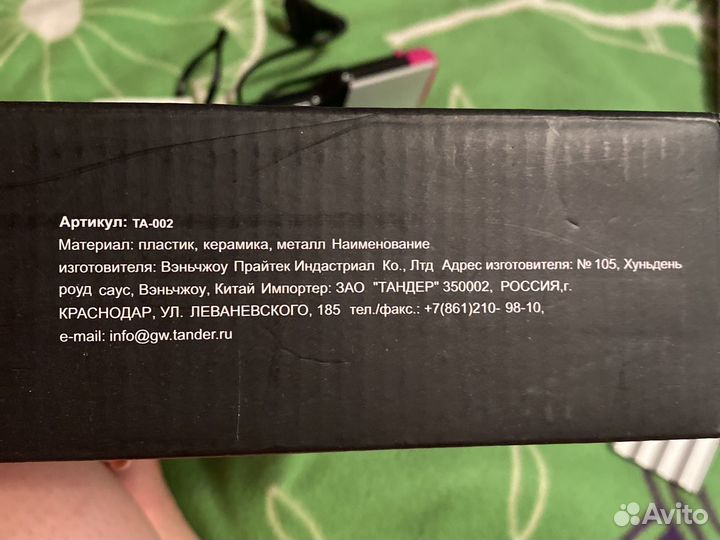 Артикул: ТА-002
Материал: пластик, керамика, металл Наименование
изготовителя: Вэньчжоу Прайтек Индастриал Ко., Лтд Адрес изготовителя: № 105, Хуньдень
роуд саус, Вэньчжоу, Китай Импортер: ЗАО "ТАНДЕР" 350002, РОССИЯ,г.
КРАСНОДАР, УЛ. ЛЕВАНЕВСКОГО, 185 тел./факс.: +7(861)210- 98-10,
e-mail: info@gw.tander.ru
Avito